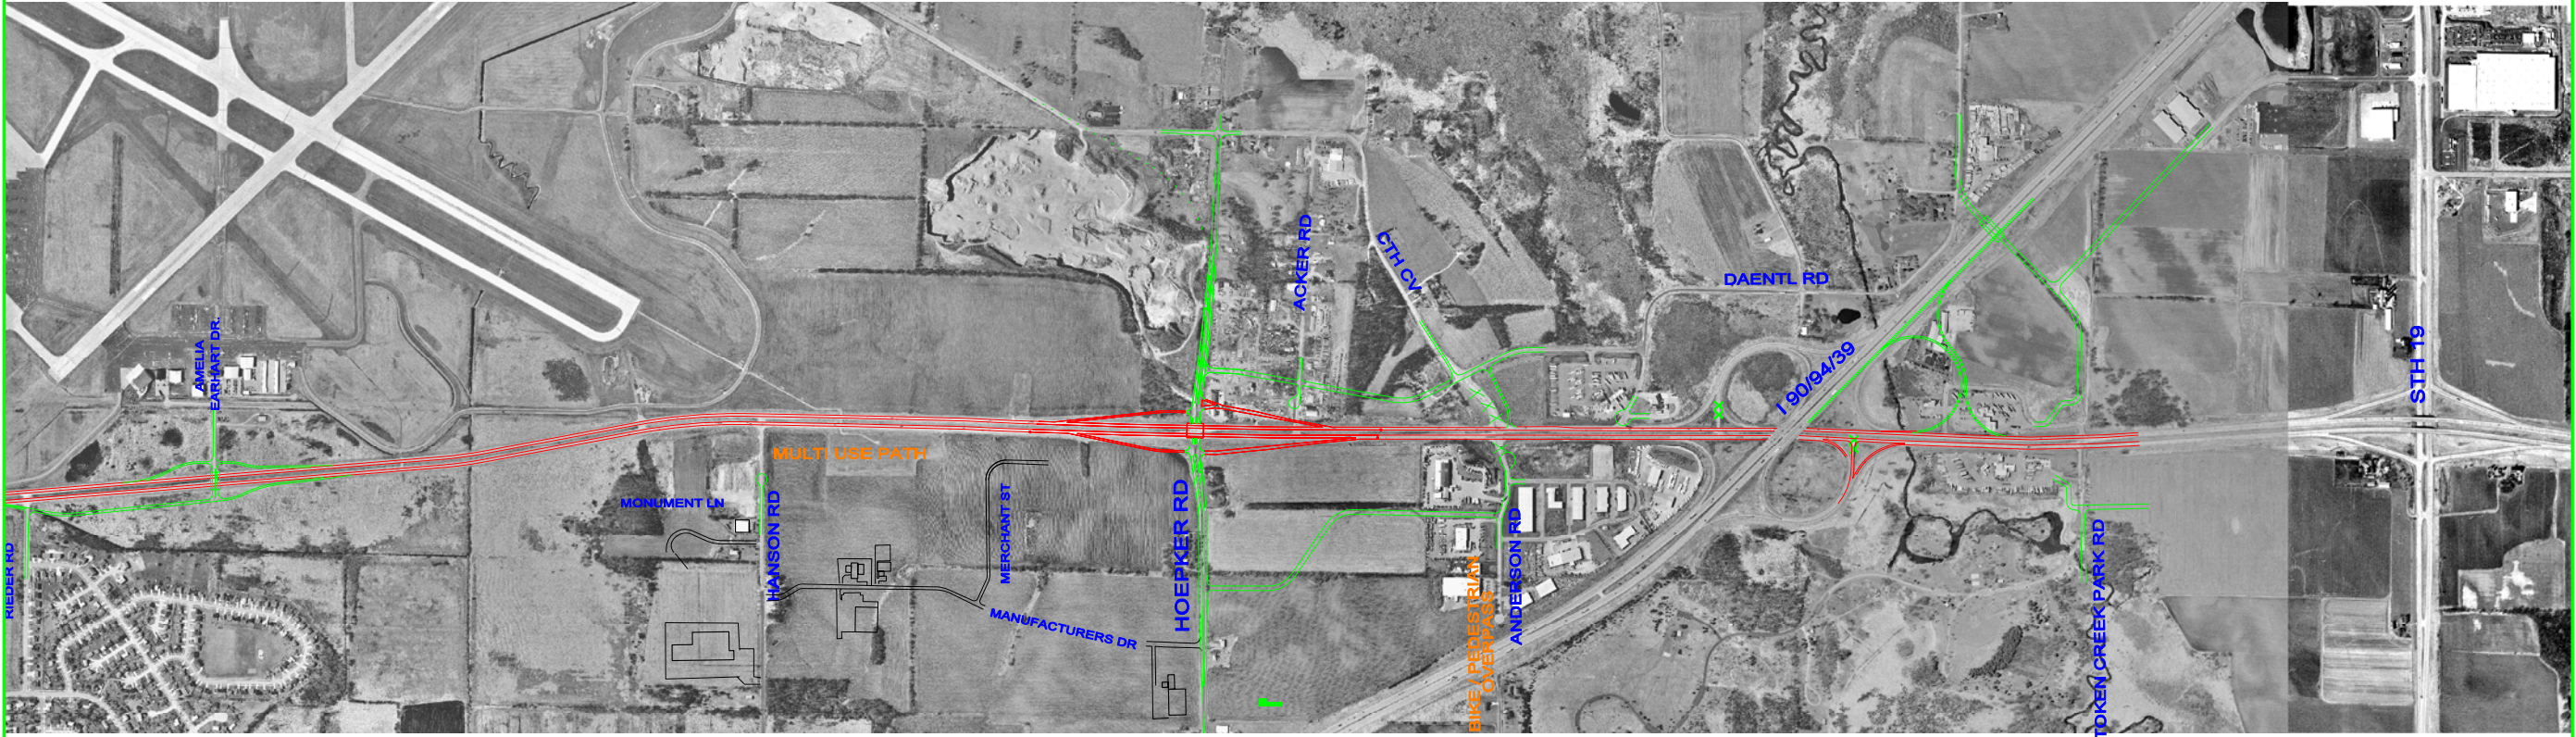 ACKER RD
CTH CV
DAENTL RD
AMELIA
EARHART DR.
I 90/94/39
STH 19
MULTI USE PATH
MONUMENT LN
HANSON RD
MERCHANT ST
HOEPKER RD
ANDERSON RD
RIEDER RD
BIKE / PEDESTRIAN
OVERPASS
MANUFACTURERS DR
TOKEN CREEK PARK RD